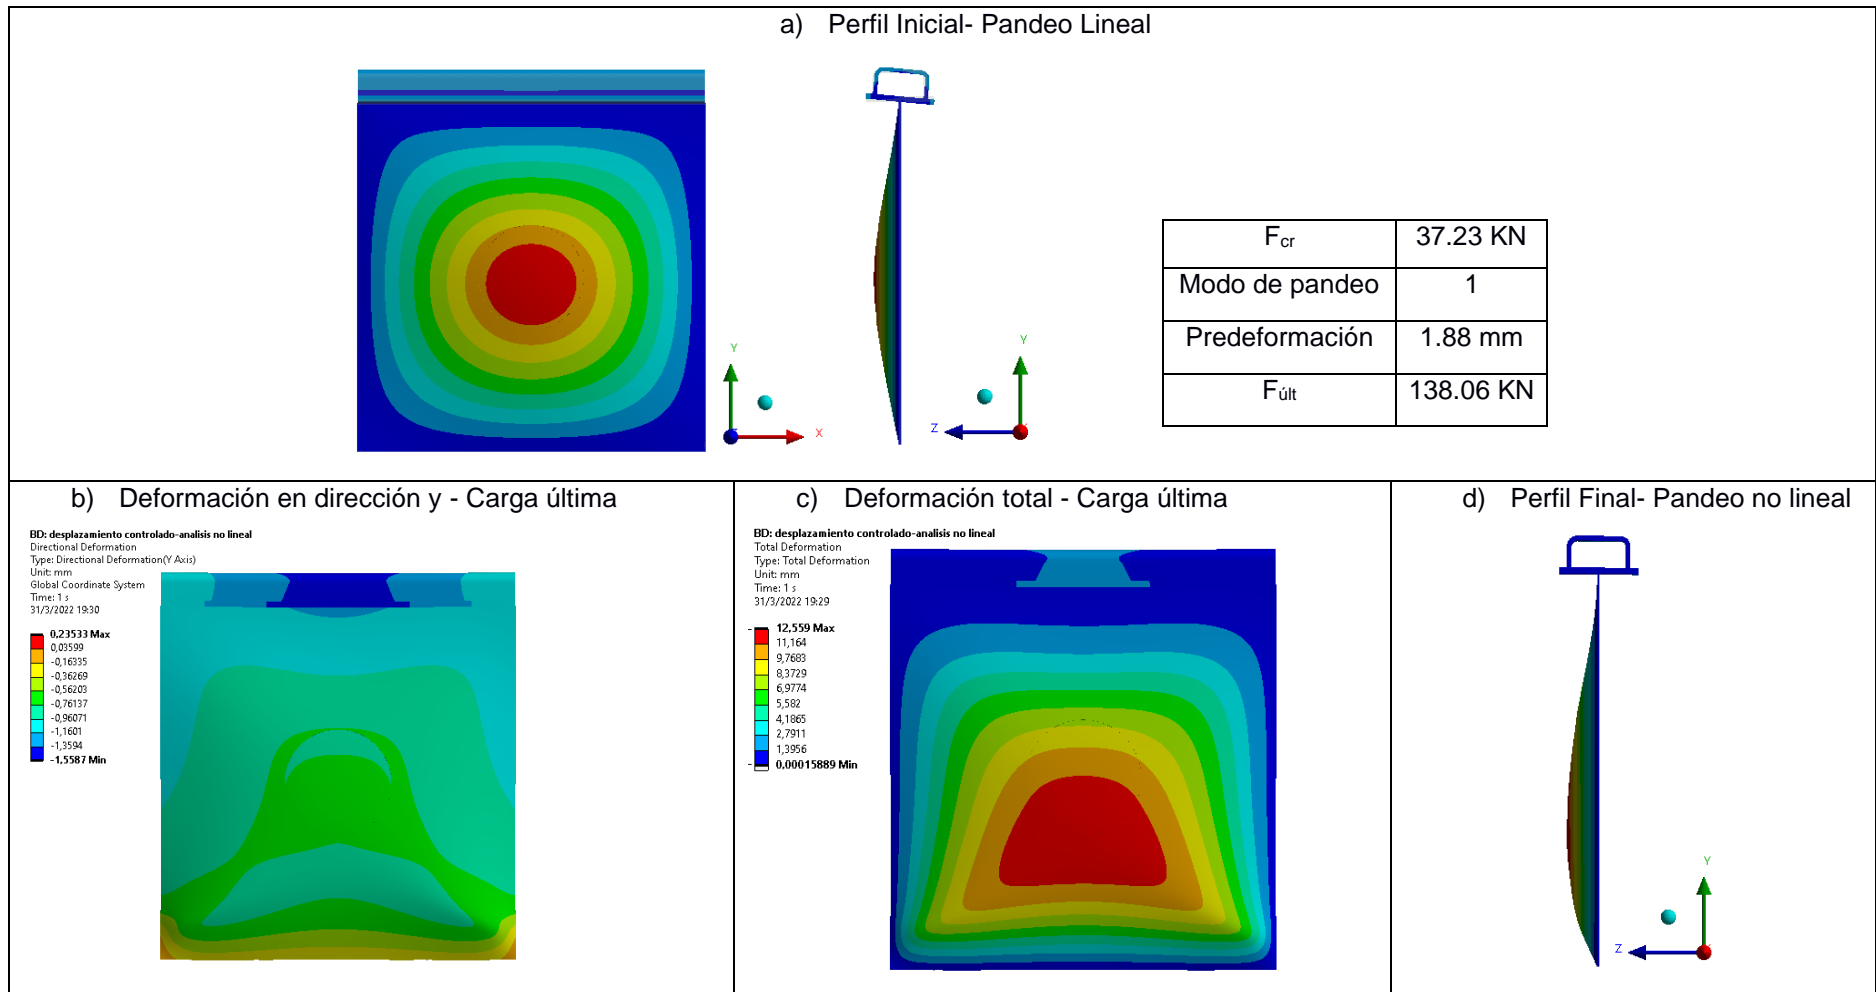 a) Perfil Inicial- Pandeo Lineal
Y
X
Y
Z
Fcr 37.23 KN
Modo de pandeo 1
Predeformación 1.88 mm
Fúlt 138.06 KN
b) Deformación en dirección y - Carga última
BD: desplazamiento controlado-analisis no lineal
Directional Deformation
Type: Directional Deformation(Y Axis)
Unit: mm
Global Coordinate System
Time: 1 s
31/3/2022 19:30
0,23533 Max
0,03599
-0,16335
-0,36269
-0,56203
-0,76137
-0,96071
-1,1601
-1,3594
-1,5587 Min
c) Deformación total - Carga última
BD: desplazamiento controlado-analisis no lineal
Total Deformation
Type: Total Deformation
Unit: mm
Time: 1 s
31/3/2022 19:29
12,559 Max
11,164
9,7683
8,3729
6,9774
5,582
4,1865
2,7911
1,3956
0,00015889 Min
d) Perfil Final- Pandeo no lineal
Y
Z